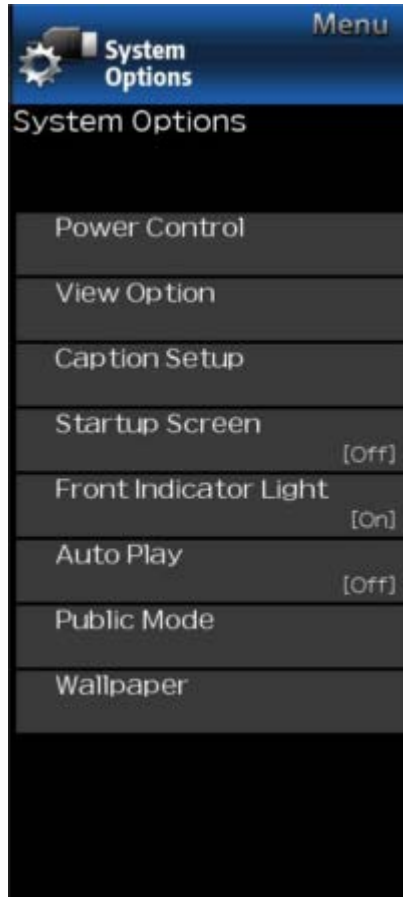 Menu
System
Options
System Options
Power Control
View Option
Caption Setup
Startup Screen
[Off]
Front Indicator Light
[On]
Auto Play
[Off]
Public Mode
Wallpaper